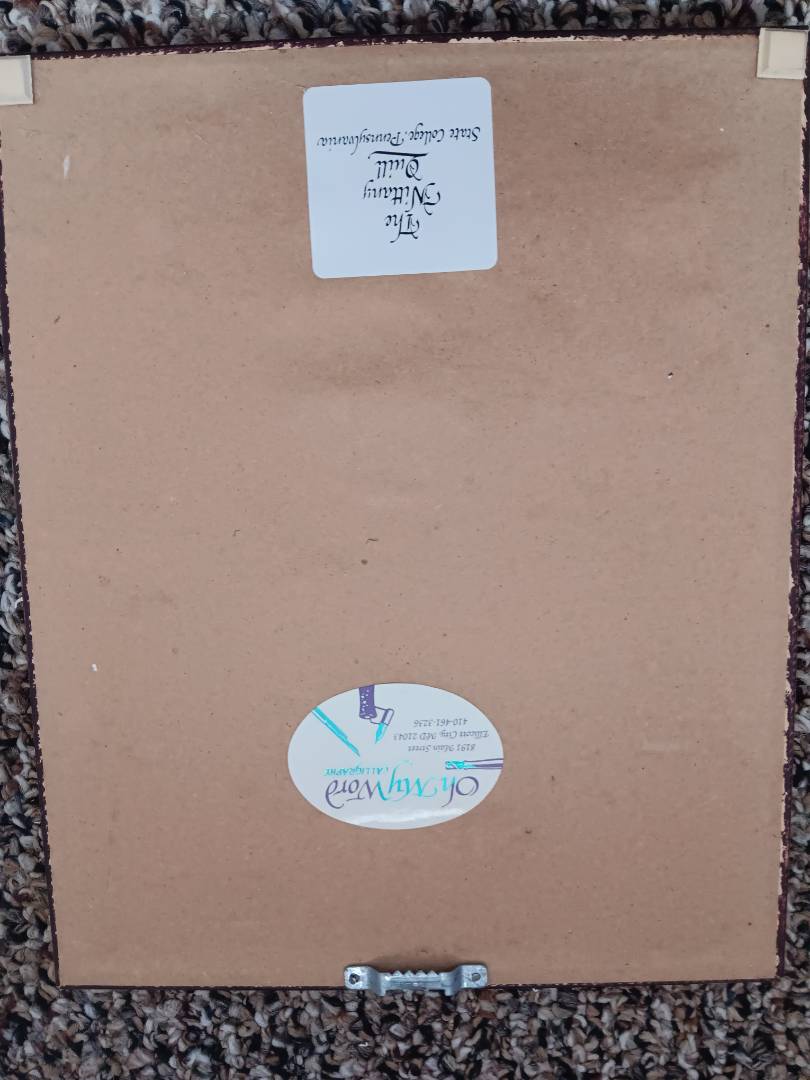 Oh My Word
CALLIGRAPHY
8191 Main Street
Ellicott City, MD 21043
410-461-3236
The
Nittany
Quill
State College, Pennsylvania